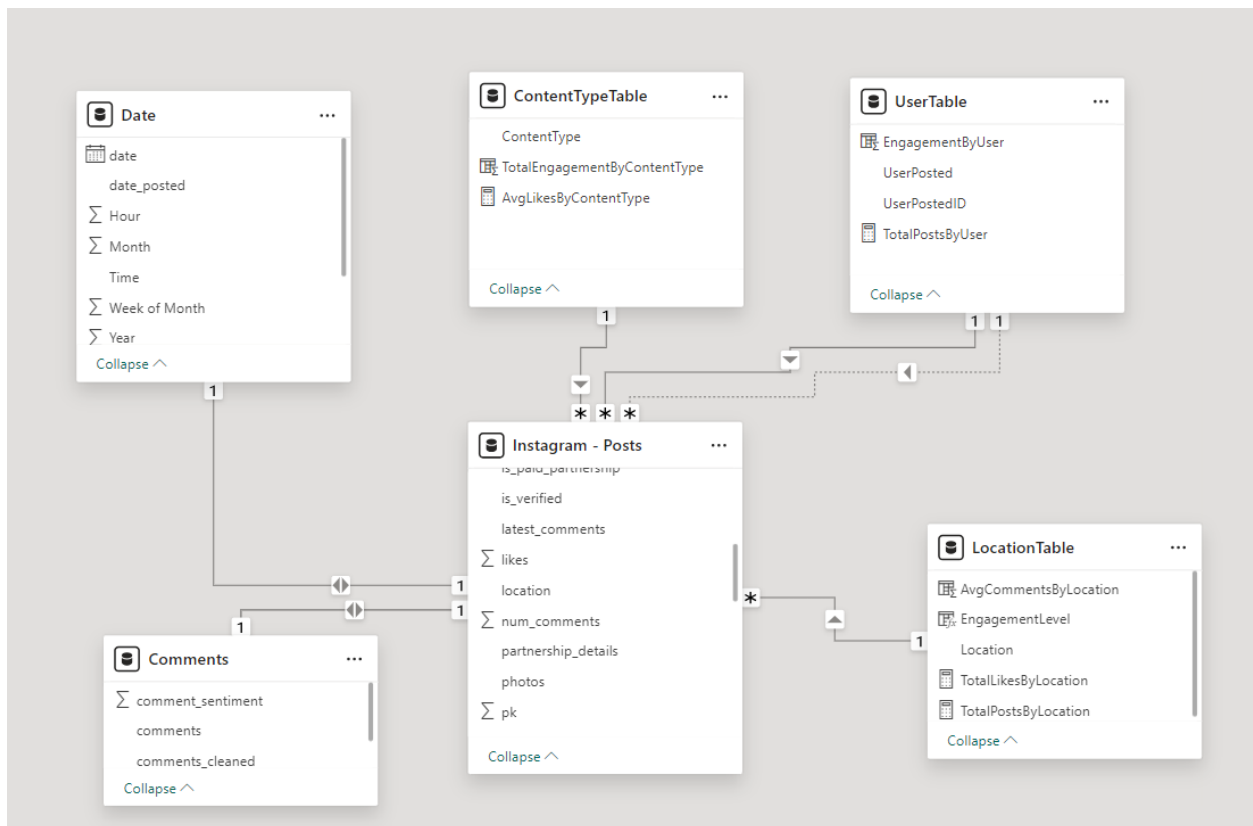 Date
date
date_posted
Hour
Month
Time
Week of Month
Year
Collapse
1
ContentTypeTable
ContentType
TotalEngagementByContentType
AvgLikesByContentType
Collapse
1
UserTable
EngagementByUser
UserPosted
UserPostedID
TotalPostsByUser
Collapse
1 1
* * *
Instagram - Posts
is_paid_partnership
is_verified
latest_comments
likes
location
num_comments
partnership_details
photos
pk
Collapse
1
1
*
1
Comments
comment_sentiment
comments
comments_cleaned
Collapse
LocationTable
AvgCommentsByLocation
EngagementLevel
Location
TotalLikesByLocation
TotalPostsByLocation
Collapse
1